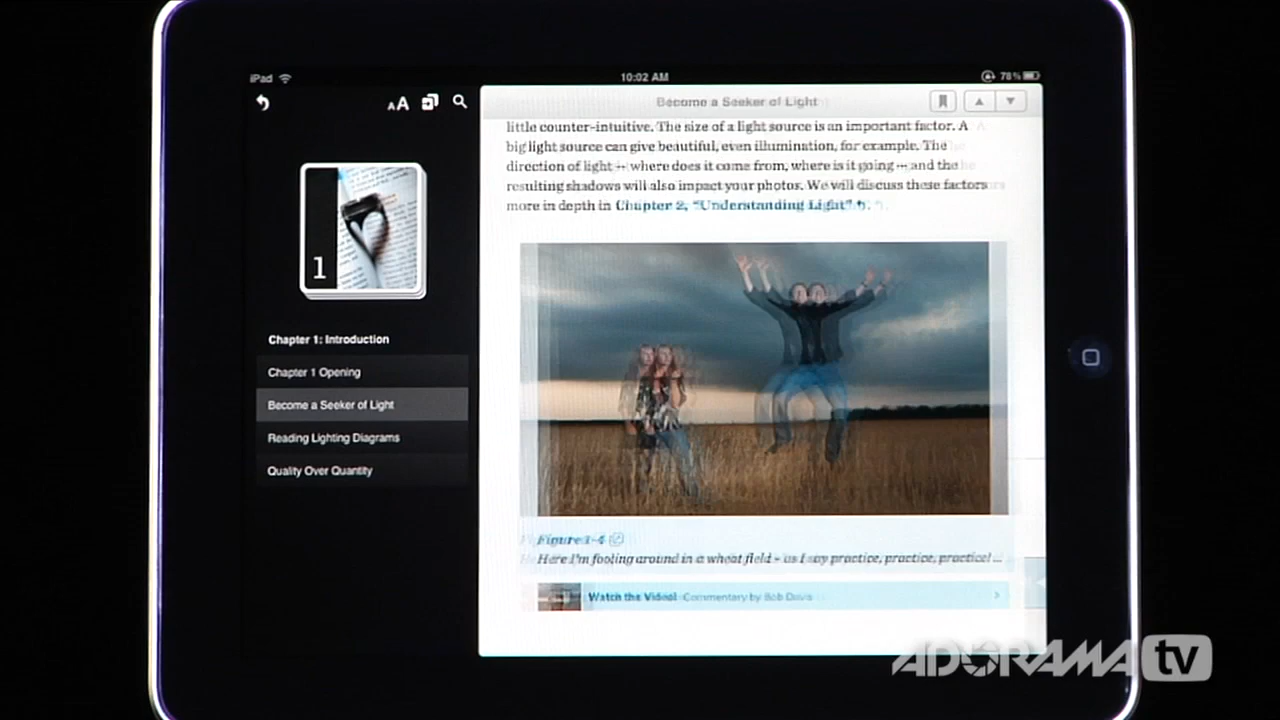 iPad
10:02 AM
78%
AA
Become a Seeker of Light
1
Chapter 1: Introduction
Chapter 1 Opening
Become a Seeker of Light
Reading Lighting Diagrams
Quality Over Quantity
little counter-intuitive. The size of a light source is an important factor. A
big light source can give beautiful, even illumination, for example. The
direction of light -- where does it come from, where is it going -- and the
resulting shadows will also impact your photos. We will discuss these factors
more in depth in Chapter 2, "Understanding Light".
Figure 1-4
Here I'm fooling around in a wheat field - as I say practice, practice, practice! ...
Watch the Video! Commentary by Bob Davis
ADORAMA tv